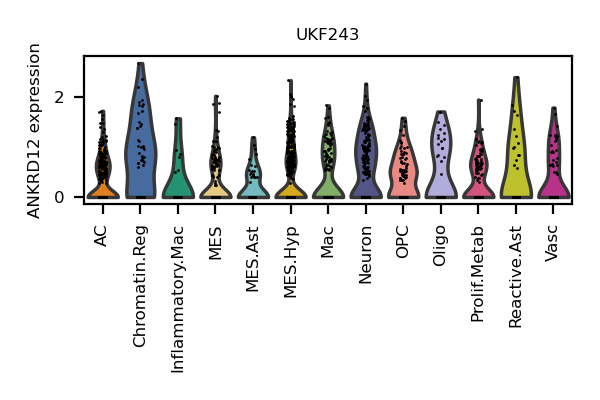 UKF243
ANKRD12 expression
2
0
AC
Chromatin.Reg
Inflammatory.Mac
MES
MES.Ast
MES.Hyp
Mac
Neuron
OPC
Oligo
Prolif.Metab
Reactive.Ast
Vasc